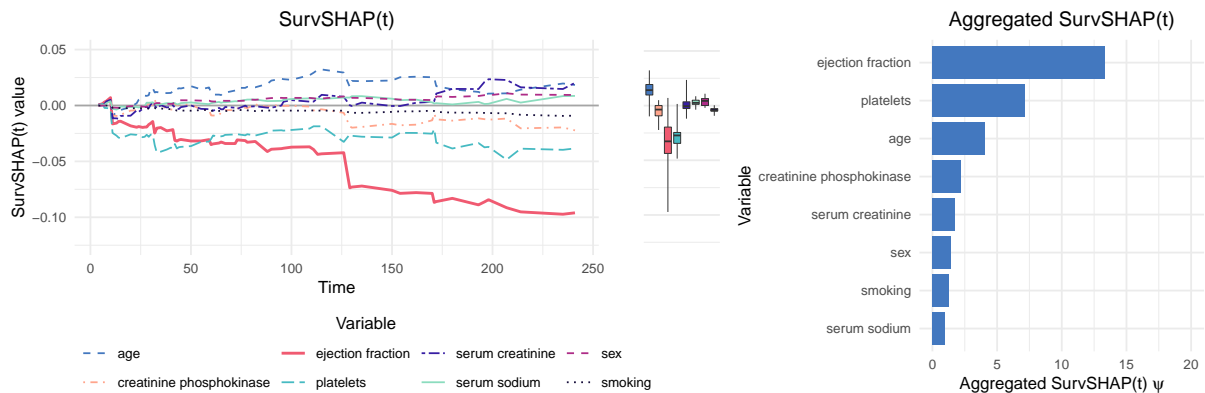 SurvSHAP(t)
SurvSHAP(t) value
0.05
0.00
−0.05
−0.10
0
50
100
150
200
250
Time
Variable
age
ejection fraction
serum creatinine
sex
creatinine phosphokinase
platelets
serum sodium
smoking
Aggregated SurvSHAP(t)
Variable
ejection fraction
platelets
age
creatinine phosphokinase
serum creatinine
sex
smoking
serum sodium
0
5
10
15
20
Aggregated SurvSHAP(t) ψ